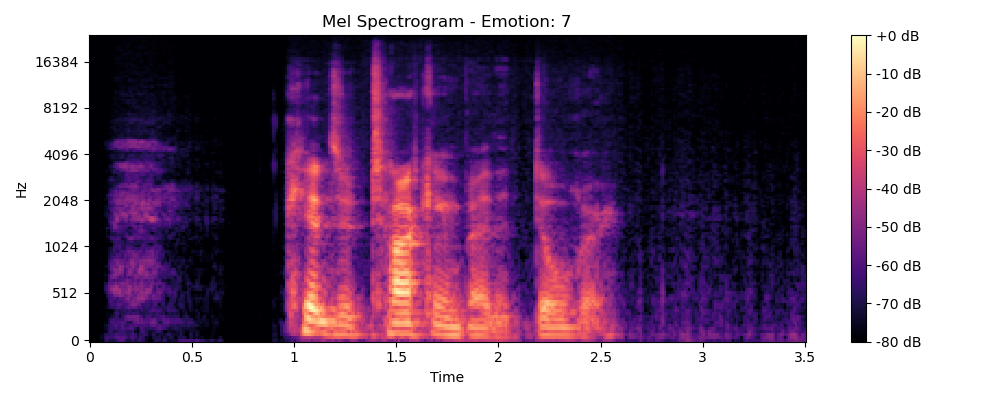 Mel Spectrogram - Emotion: 7
Hz
16384
8192
4096
2048
1024
512
0
0 0.5 1 1.5 2 2.5 3 3.5
Time
+0 dB
-10 dB
-20 dB
-30 dB
-40 dB
-50 dB
-60 dB
-70 dB
-80 dB